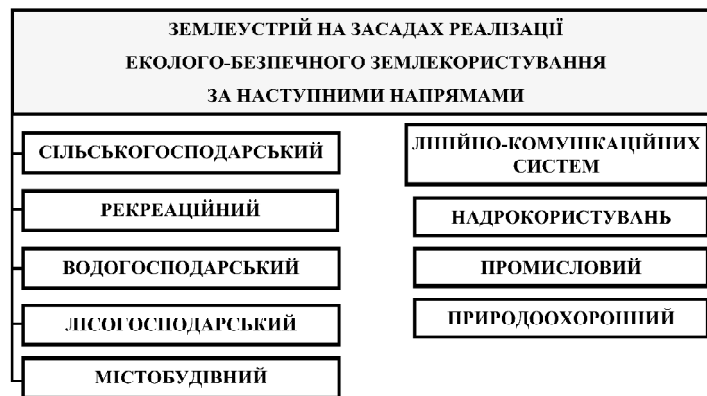 ЗЕМЛЕУСТРІЙ НА ЗАСАДАХ РЕАЛІЗАЦІЇ
ЕКОЛОГО-БЕЗПЕЧНОГО ЗЕМЛЕКОРИСТУВАННЯ
ЗА НАСТУПНИМИ НАПРЯМАМИ
СІЛЬСЬКОГОСПОДАРСЬКИЙ
РЕКРЕАЦІЙНИЙ
ВОДОГОСПОДАРСЬКИЙ
ЛІСОГОСПОДАРСЬКИЙ
МІСТОБУДІВНИЙ
ЛІНІЙНО-КОМУНІКАЦІЙНИХ
СИСТЕМ
НАДРОКОРИСТУВАНЬ
ПРОМИСЛОВИЙ
ПРИРОДООХОРОННИЙ